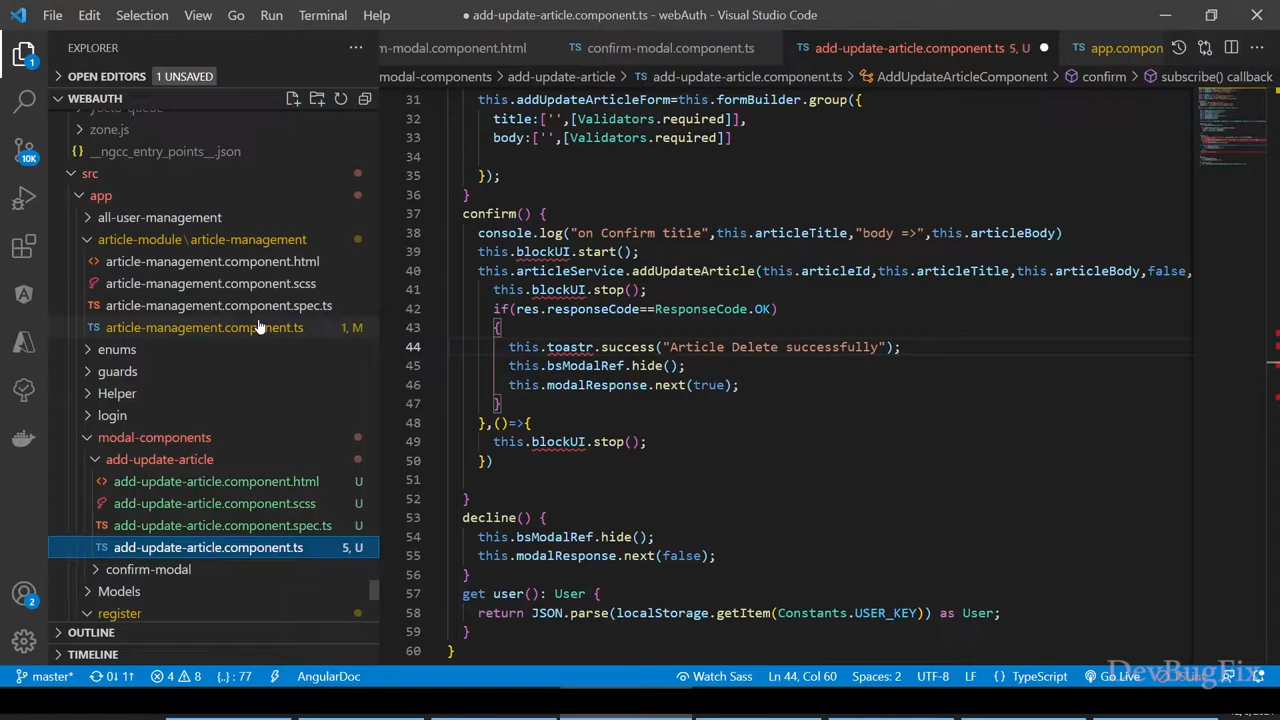 File Edit Selection View Go Run Terminal Help
● add-update-article.component.ts - webAuth - Visual Studio Code
EXPLORER
OPEN EDITORS 1 UNSAVED
WEBAUTH
zone.js
{} __ngcc_entry_points__.json
src
app
all-user-management
article-module \ article-management
<> article-management.component.html
article-management.component.scss
TS article-management.component.spec.ts
TS article-management.component.ts 1, M
enums
guards
Helper
login
modal-components
add-update-article
<> add-update-article.component.html U
add-update-article.component.scss U
TS add-update-article.component.spec.ts U
TS add-update-article.component.ts 5, U
confirm-modal
Models
register
OUTLINE
TIMELINE
1
10K
2
m-modal.component.html TS confirm-modal.component.ts TS add-update-article.component.ts 5, U ● TS app.compon
modal-components > add-update-article > TS add-update-article.component.ts > AddUpdateArticleComponent > confirm > subscribe() callback
31 this.addUpdateArticleForm=this.formBuilder.group({
32 title:['',[Validators.required]],
33 body:['',[Validators.required]]
34
35 });
36 }
37 confirm() {
38 console.log("on Confirm title",this.articleTitle,"body =>",this.articleBody)
39 this.blockUI.start();
40 this.articleService.addUpdateArticle(this.articleId,this.articleTitle,this.articleBody,false,
41 this.blockUI.stop();
42 if(res.responseCode==ResponseCode.OK)
43 {
44 this.toastr.success("Article Delete successfully");
45 this.bsModalRef.hide();
46 this.modalResponse.next(true);
47 }
48 },()=>{
49 this.blockUI.stop();
50 })
51
52 }
53 decline() {
54 this.bsModalRef.hide();
55 this.modalResponse.next(false);
56 }
57 get user(): User {
58 return JSON.parse(localStorage.getItem(Constants.USER_KEY)) as User;
59 }
60 }
DevBugFix
master* 0↓ 1↑ 4 8 {..} : 77 AngularDoc Watch Sass Ln 44, Col 60 Spaces: 2 UTF-8 LF {} TypeScript Go Live